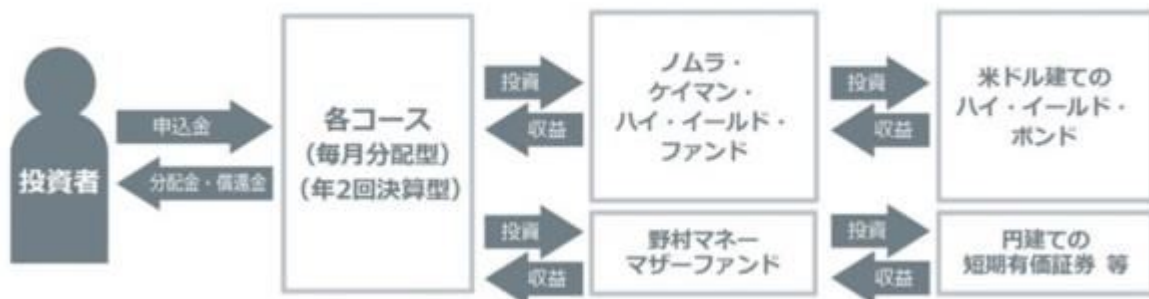 投資者
申込金
分配金・償還金
各コース
(毎月分配型)
(年2回決算型)
投資
収益
ノムラ・
ケイマン・
ハイ・イールド・
ファンド
投資
収益
米ドル建ての
ハイ・イールド・
ボンド
投資
収益
野村マネー
マザーファンド
投資
収益
円建ての
短期有価証券 等